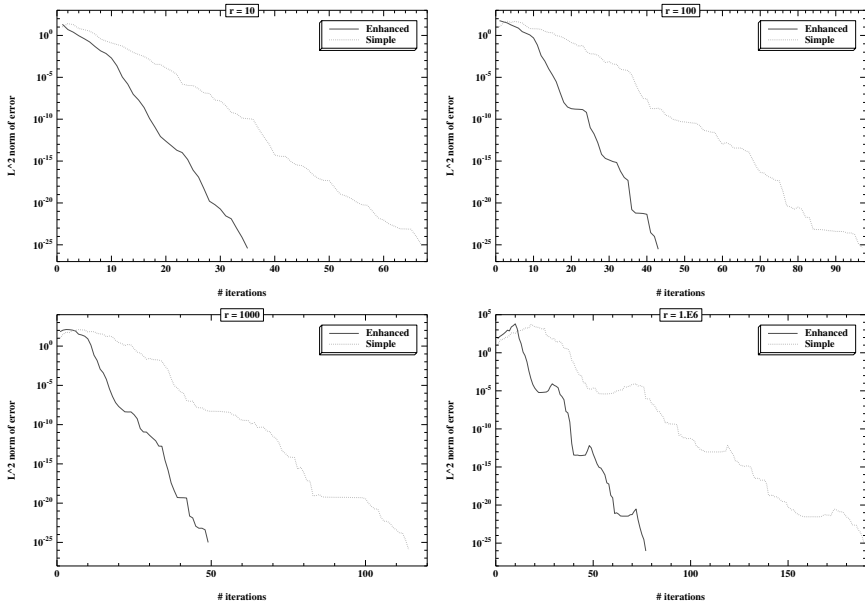 r = 10
Enhanced
Simple
10^0
10^-5
10^-10
10^-15
10^-20
10^-25
L^2 norm of error
0 10 20 30 40 50 60
# iterations
r = 100
Enhanced
Simple
10^0
10^-5
10^-10
10^-15
10^-20
10^-25
L^2 norm of error
0 10 20 30 40 50 60 70 80 90
# iterations
r = 1000
Enhanced
Simple
10^0
10^-5
10^-10
10^-15
10^-20
10^-25
L^2 norm of error
0 50 100
# iterations
r = 1.E6
Enhanced
Simple
10^5
10^0
10^-5
10^-10
10^-15
10^-20
10^-25
L^2 norm of error
0 50 100 150
# iterations